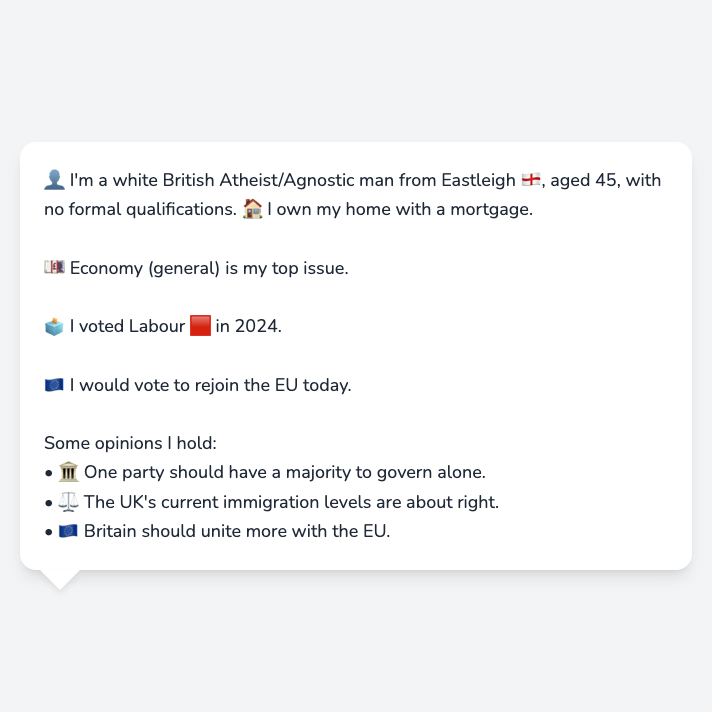 👤 I'm a white British Atheist/Agnostic man from Eastleigh 🏴󠁧󠁢󠁥󠁮󠁧󠁿, aged 45, with
no formal qualifications. 🏠 I own my home with a mortgage.
💷 Economy (general) is my top issue.
🗳️ I voted Labour 🟥 in 2024.
🇪🇺 I would vote to rejoin the EU today.
Some opinions I hold:
• 🏛️ One party should have a majority to govern alone.
• ⚖️ The UK's current immigration levels are about right.
• 🇪🇺 Britain should unite more with the EU.